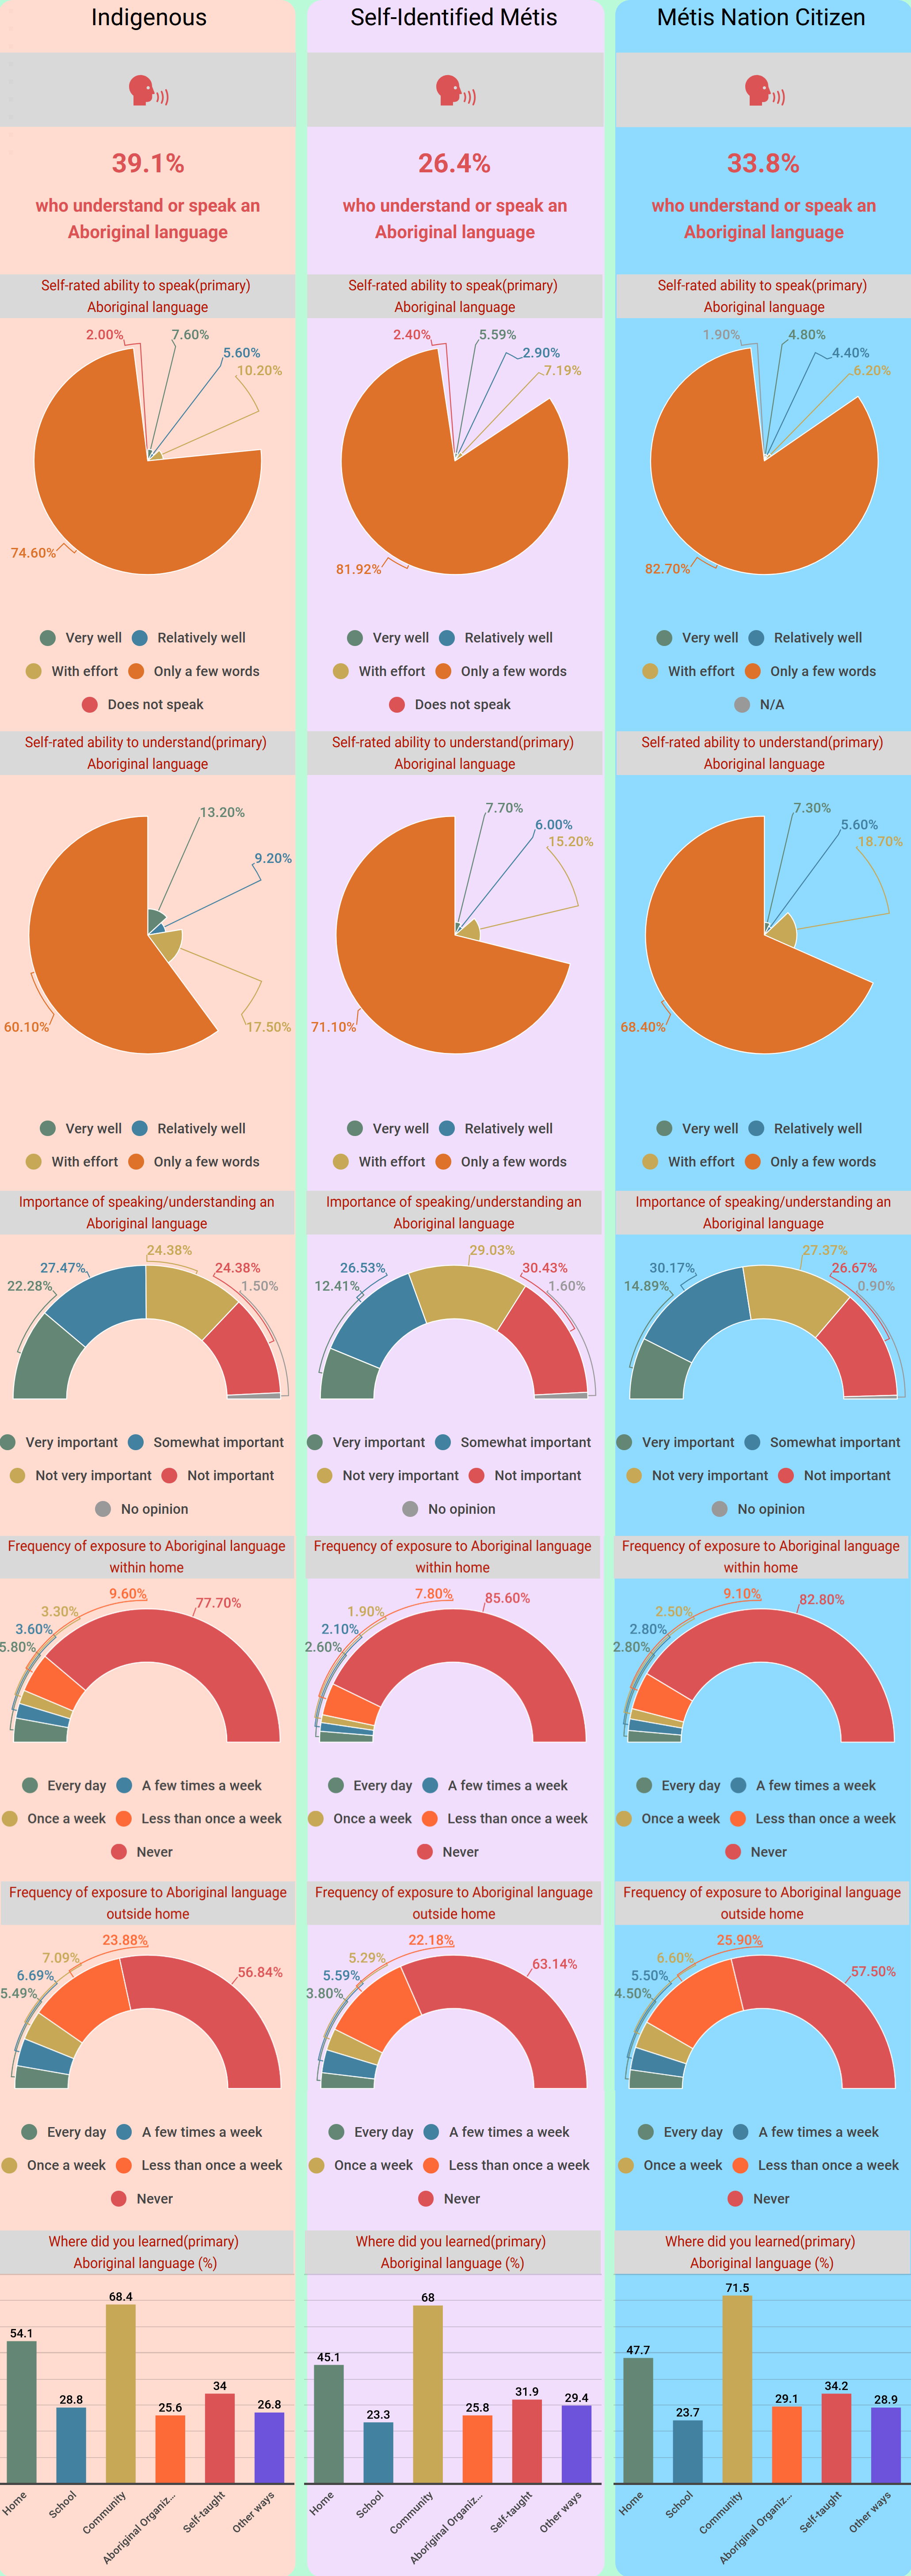 Indigenous
39.1%
who understand or speak an
Aboriginal language
Self-rated ability to speak(primary)
Aboriginal language
2.00%
7.60%
5.60%
10.20%
74.60%
Very well
Relatively well
With effort
Only a few words
Does not speak
Self-rated ability to understand(primary)
Aboriginal language
13.20%
9.20%
17.50%
60.10%
Very well
Relatively well
With effort
Only a few words
Importance of speaking/understanding an
Aboriginal language
24.38%
27.47%
24.38%
22.28%
1.50%
Very important
Somewhat important
Not very important
Not important
No opinion
Frequency of exposure to Aboriginal language
within home
9.60%
77.70%
3.30%
3.60%
5.80%
Every day
A few times a week
Once a week
Less than once a week
Never
Frequency of exposure to Aboriginal language
outside home
23.88%
7.09%
6.69%
56.84%
5.49%
Every day
A few times a week
Once a week
Less than once a week
Never
Where did you learned(primary)
Aboriginal language (%)
54.1
28.8
68.4
25.6
34
26.8
Home
School
Community
Aboriginal Organiz...
Self-taught
Other ways
Self-Identified Métis
26.4%
who understand or speak an
Aboriginal language
Self-rated ability to speak(primary)
Aboriginal language
2.40%
5.59%
2.90%
7.19%
81.92%
Very well
Relatively well
With effort
Only a few words
Does not speak
Self-rated ability to understand(primary)
Aboriginal language
7.70%
6.00%
15.20%
71.10%
Very well
Relatively well
With effort
Only a few words
Importance of speaking/understanding an
Aboriginal language
29.03%
26.53%
30.43%
12.41%
1.60%
Very important
Somewhat important
Not very important
Not important
No opinion
Frequency of exposure to Aboriginal language
within home
7.80%
85.60%
1.90%
2.10%
2.60%
Every day
A few times a week
Once a week
Less than once a week
Never
Frequency of exposure to Aboriginal language
outside home
22.18%
5.29%
63.14%
5.59%
3.80%
Every day
A few times a week
Once a week
Less than once a week
Never
Where did you learned(primary)
Aboriginal language (%)
45.1
23.3
68
25.8
31.9
29.4
Home
School
Community
Aboriginal Organiz...
Self-taught
Other ways
Métis Nation Citizen
33.8%
who understand or speak an
Aboriginal language
Self-rated ability to speak(primary)
Aboriginal language
1.90%
4.80%
4.40%
6.20%
82.70%
Very well
Relatively well
With effort
Only a few words
N/A
Self-rated ability to understand(primary)
Aboriginal language
7.30%
5.60%
18.70%
68.40%
Very well
Relatively well
With effort
Only a few words
Importance of speaking/understanding an
Aboriginal language
27.37%
30.17%
26.67%
14.89%
0.90%
Very important
Somewhat important
Not very important
Not important
No opinion
Frequency of exposure to Aboriginal language
within home
9.10%
82.80%
2.50%
2.80%
2.80%
Every day
A few times a week
Once a week
Less than once a week
Never
Frequency of exposure to Aboriginal language
outside home
25.90%
6.60%
57.50%
5.50%
4.50%
Every day
A few times a week
Once a week
Less than once a week
Never
Where did you learned(primary)
Aboriginal language (%)
47.7
23.7
71.5
29.1
34.2
28.9
Home
School
Community
Aboriginal Organiz...
Self-taught
Other ways